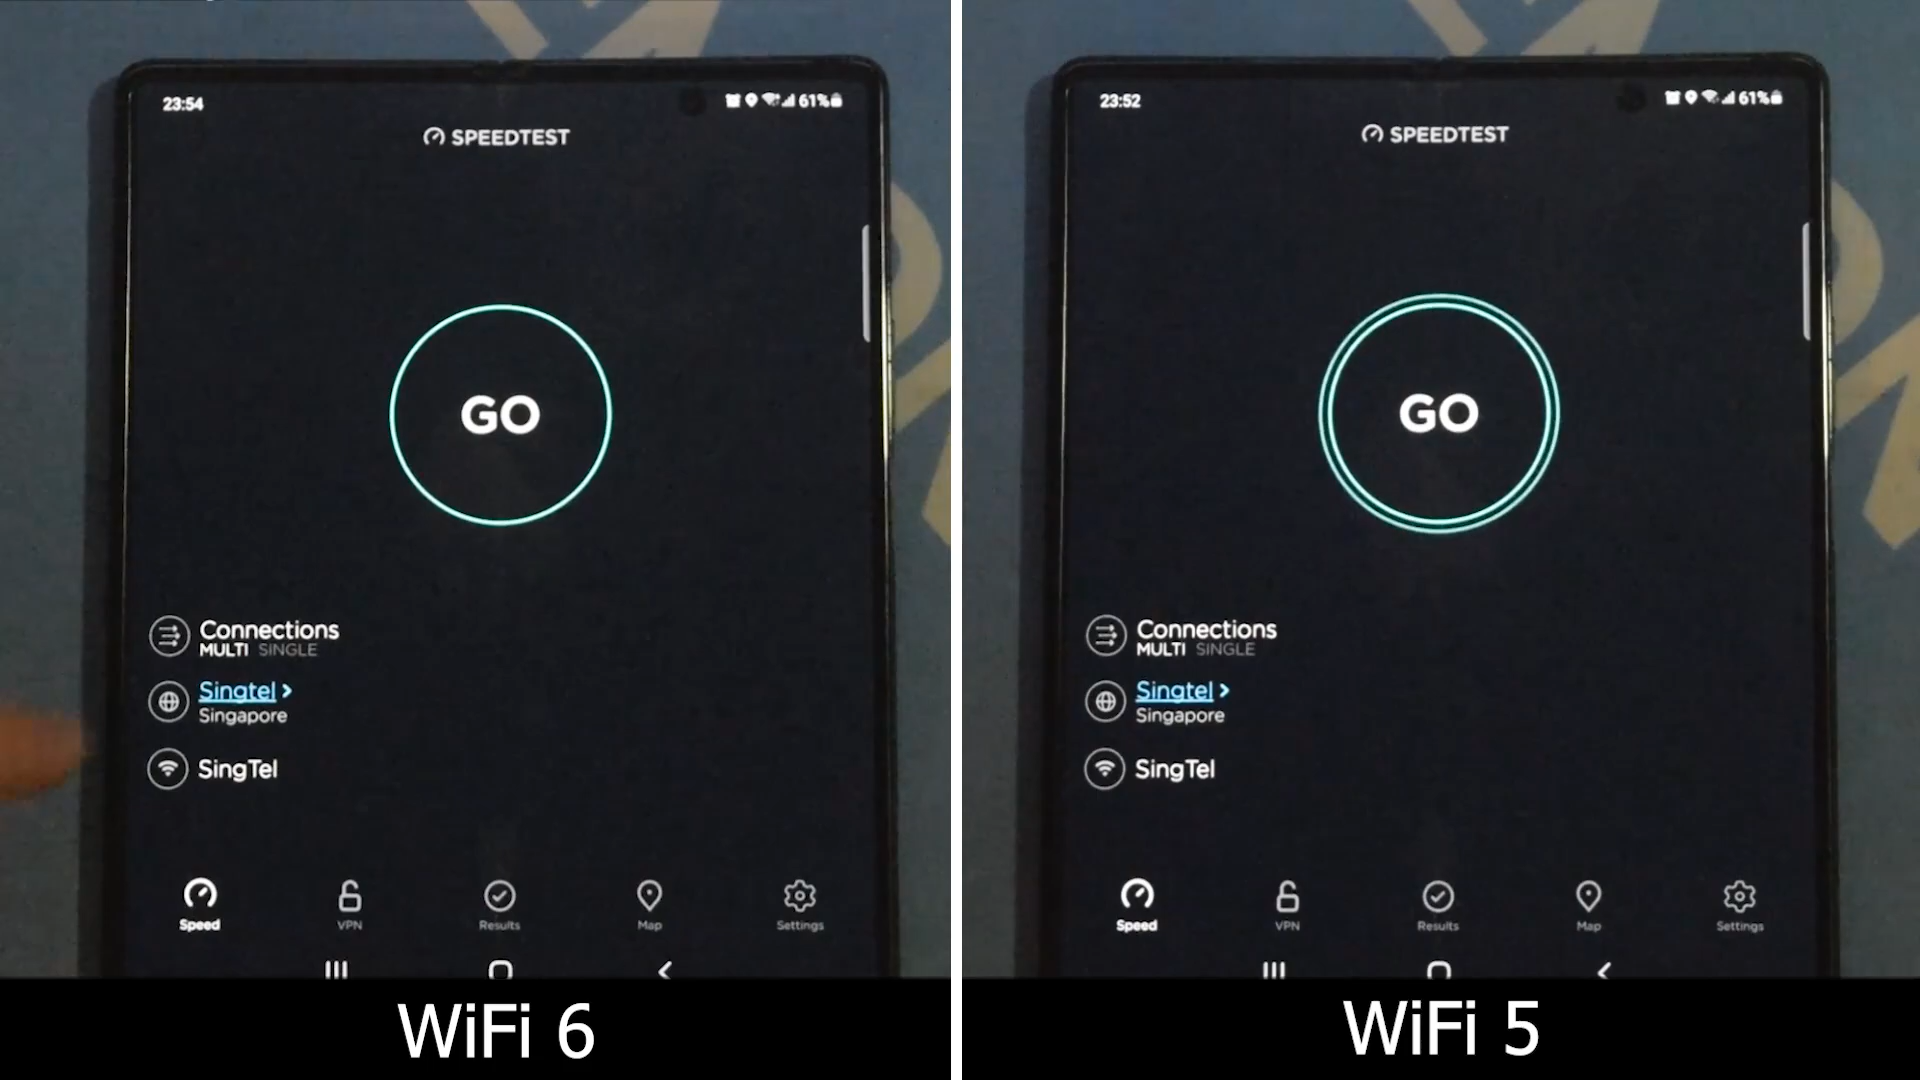 23:54
61%
SPEEDTEST
GO
Connections
MULTI SINGLE
Singtel >
Singapore
SingTel
Speed
VPN
Results
Map
Settings
WiFi 6
23:52
61%
SPEEDTEST
GO
Connections
MULTI SINGLE
Singtel >
Singapore
SingTel
Speed
VPN
Results
Map
Settings
WiFi 5